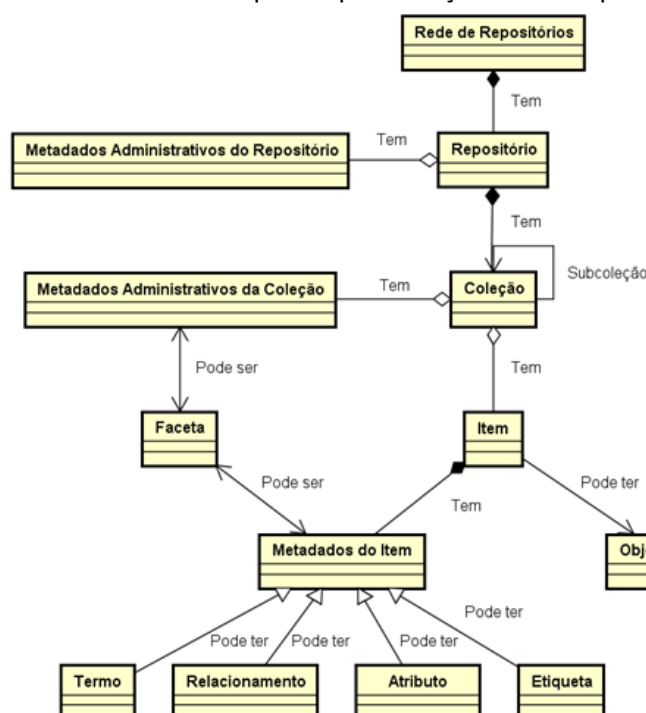 Rede de Repositórios
Tem
Metadados Administrativos do Repositório
Tem
Repositório
Tem
Metadados Administrativos da Coleção
Tem
Coleção
Subcoleção
Pode ser
Tem
Faceta
Item
Pode ser
Tem
Pode ter
Metadados do Item
Pode ter
Pode ter
Pode ter
Pode ter
Termo
Relacionamento
Atributo
Etiqueta